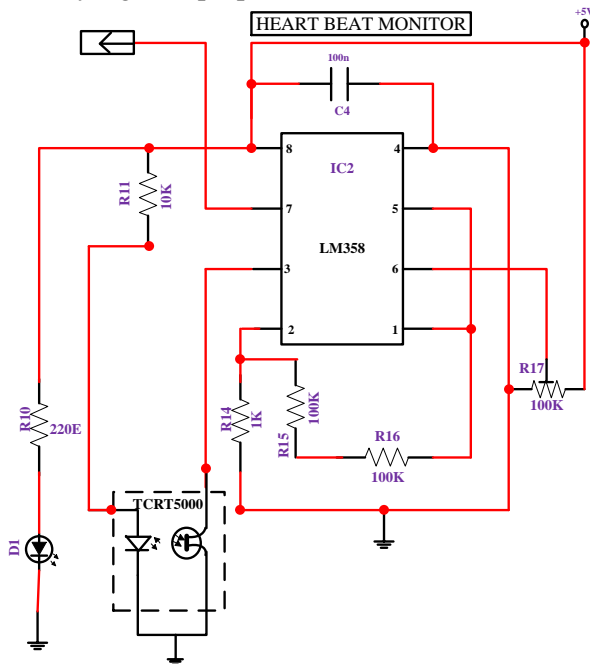 HEART BEAT MONITOR
+5V
100n
C4
8
4
IC2
R11
10K
7
5
LM358
3
6
2
1
R17
100K
R10
220E
R14
1K
R15
100K
R16
100K
TCRT5000
D1